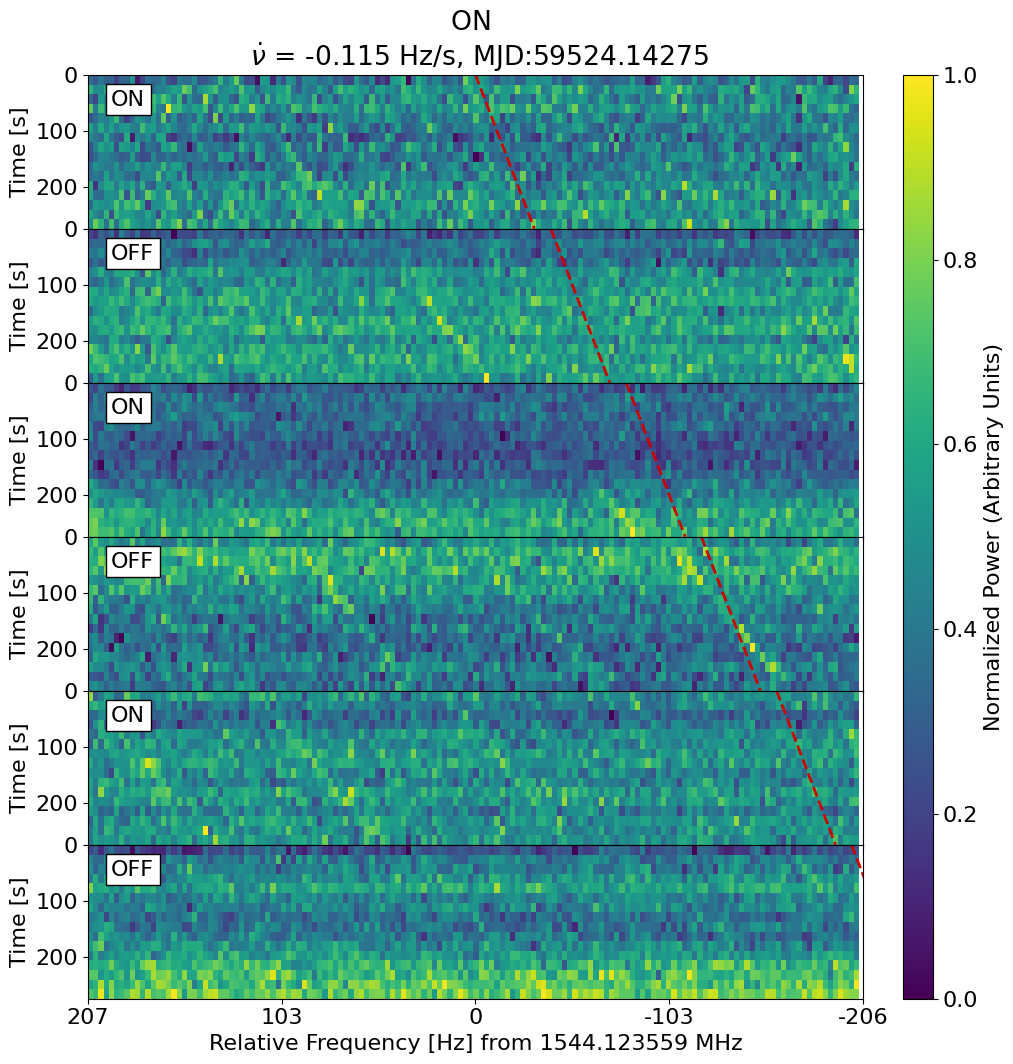 ON
ν̇ = -0.115 Hz/s, MJD:59524.14275
0
ON
100
200
Time [s]
0
OFF
100
200
Time [s]
0
ON
100
200
Time [s]
0
OFF
100
200
Time [s]
0
ON
100
200
Time [s]
0
OFF
100
200
Time [s]
207
103
0
-103
-206
Relative Frequency [Hz] from 1544.123559 MHz
1.0
0.8
0.6
0.4
0.2
0.0
Normalized Power (Arbitrary Units)